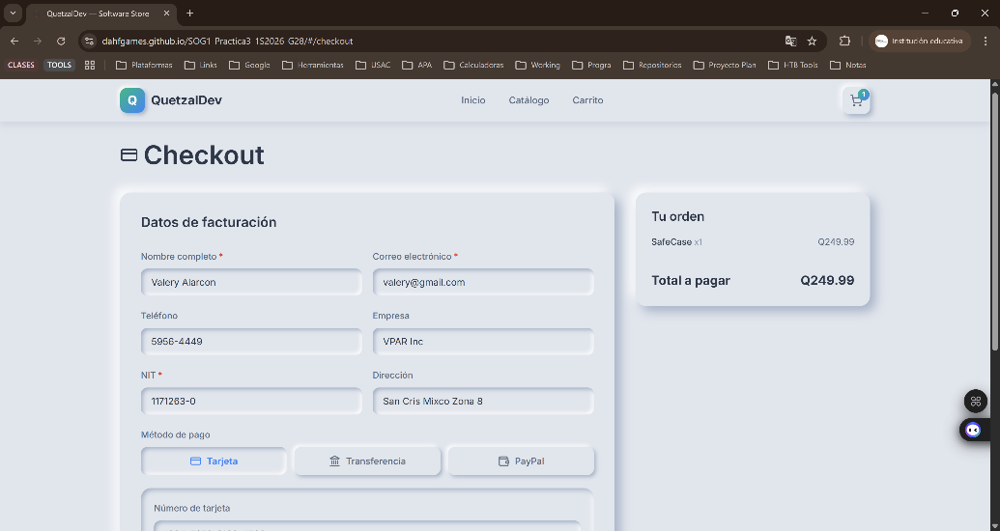 QuetzalDev — Software Store
dahfgames.github.io/SOG1_Practica3_1S2026_G28/#/checkout
Institución educativa
CLASES
TOOLS
Plataformas
Links
Google
Herramientas
USAC
APA
Calculadoras
Working
Progra
Repositorios
Proyecto Plan
HTB Tools
Notas
Q
QuetzalDev
Inicio
Catálogo
Carrito
1
Checkout
Datos de facturación
Nombre completo *
Correo electrónico *
Valery Alarcon
valery@gmail.com
Teléfono
Empresa
5956-4449
VPAR Inc
NIT *
Dirección
1171263-0
San Cris Mixco Zona 8
Método de pago
Tarjeta
Transferencia
PayPal
Número de tarjeta
Tu orden
SafeCase x1
Q249.99
Total a pagar
Q249.99